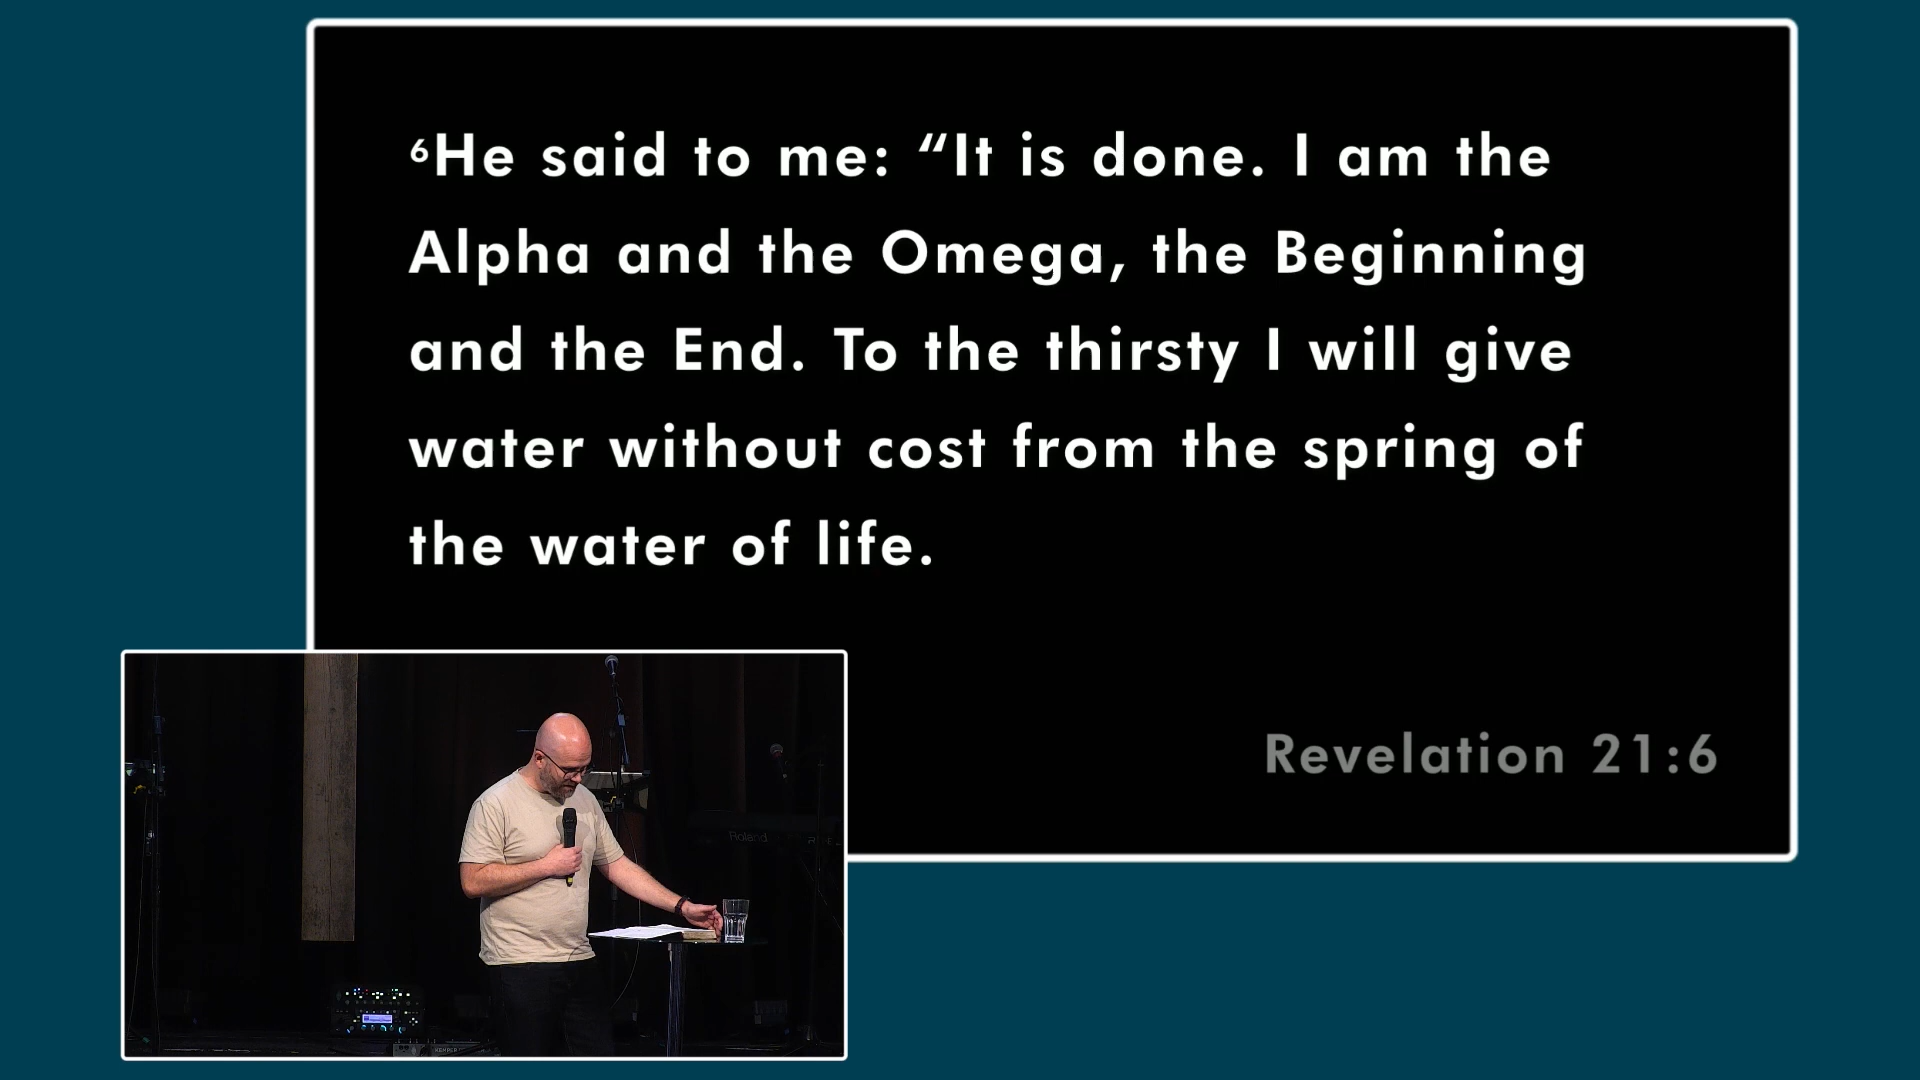 ⁶He said to me: “It is done. I am the
Alpha and the Omega, the Beginning
and the End. To the thirsty I will give
water without cost from the spring of
the water of life.
Revelation 21:6
Roland